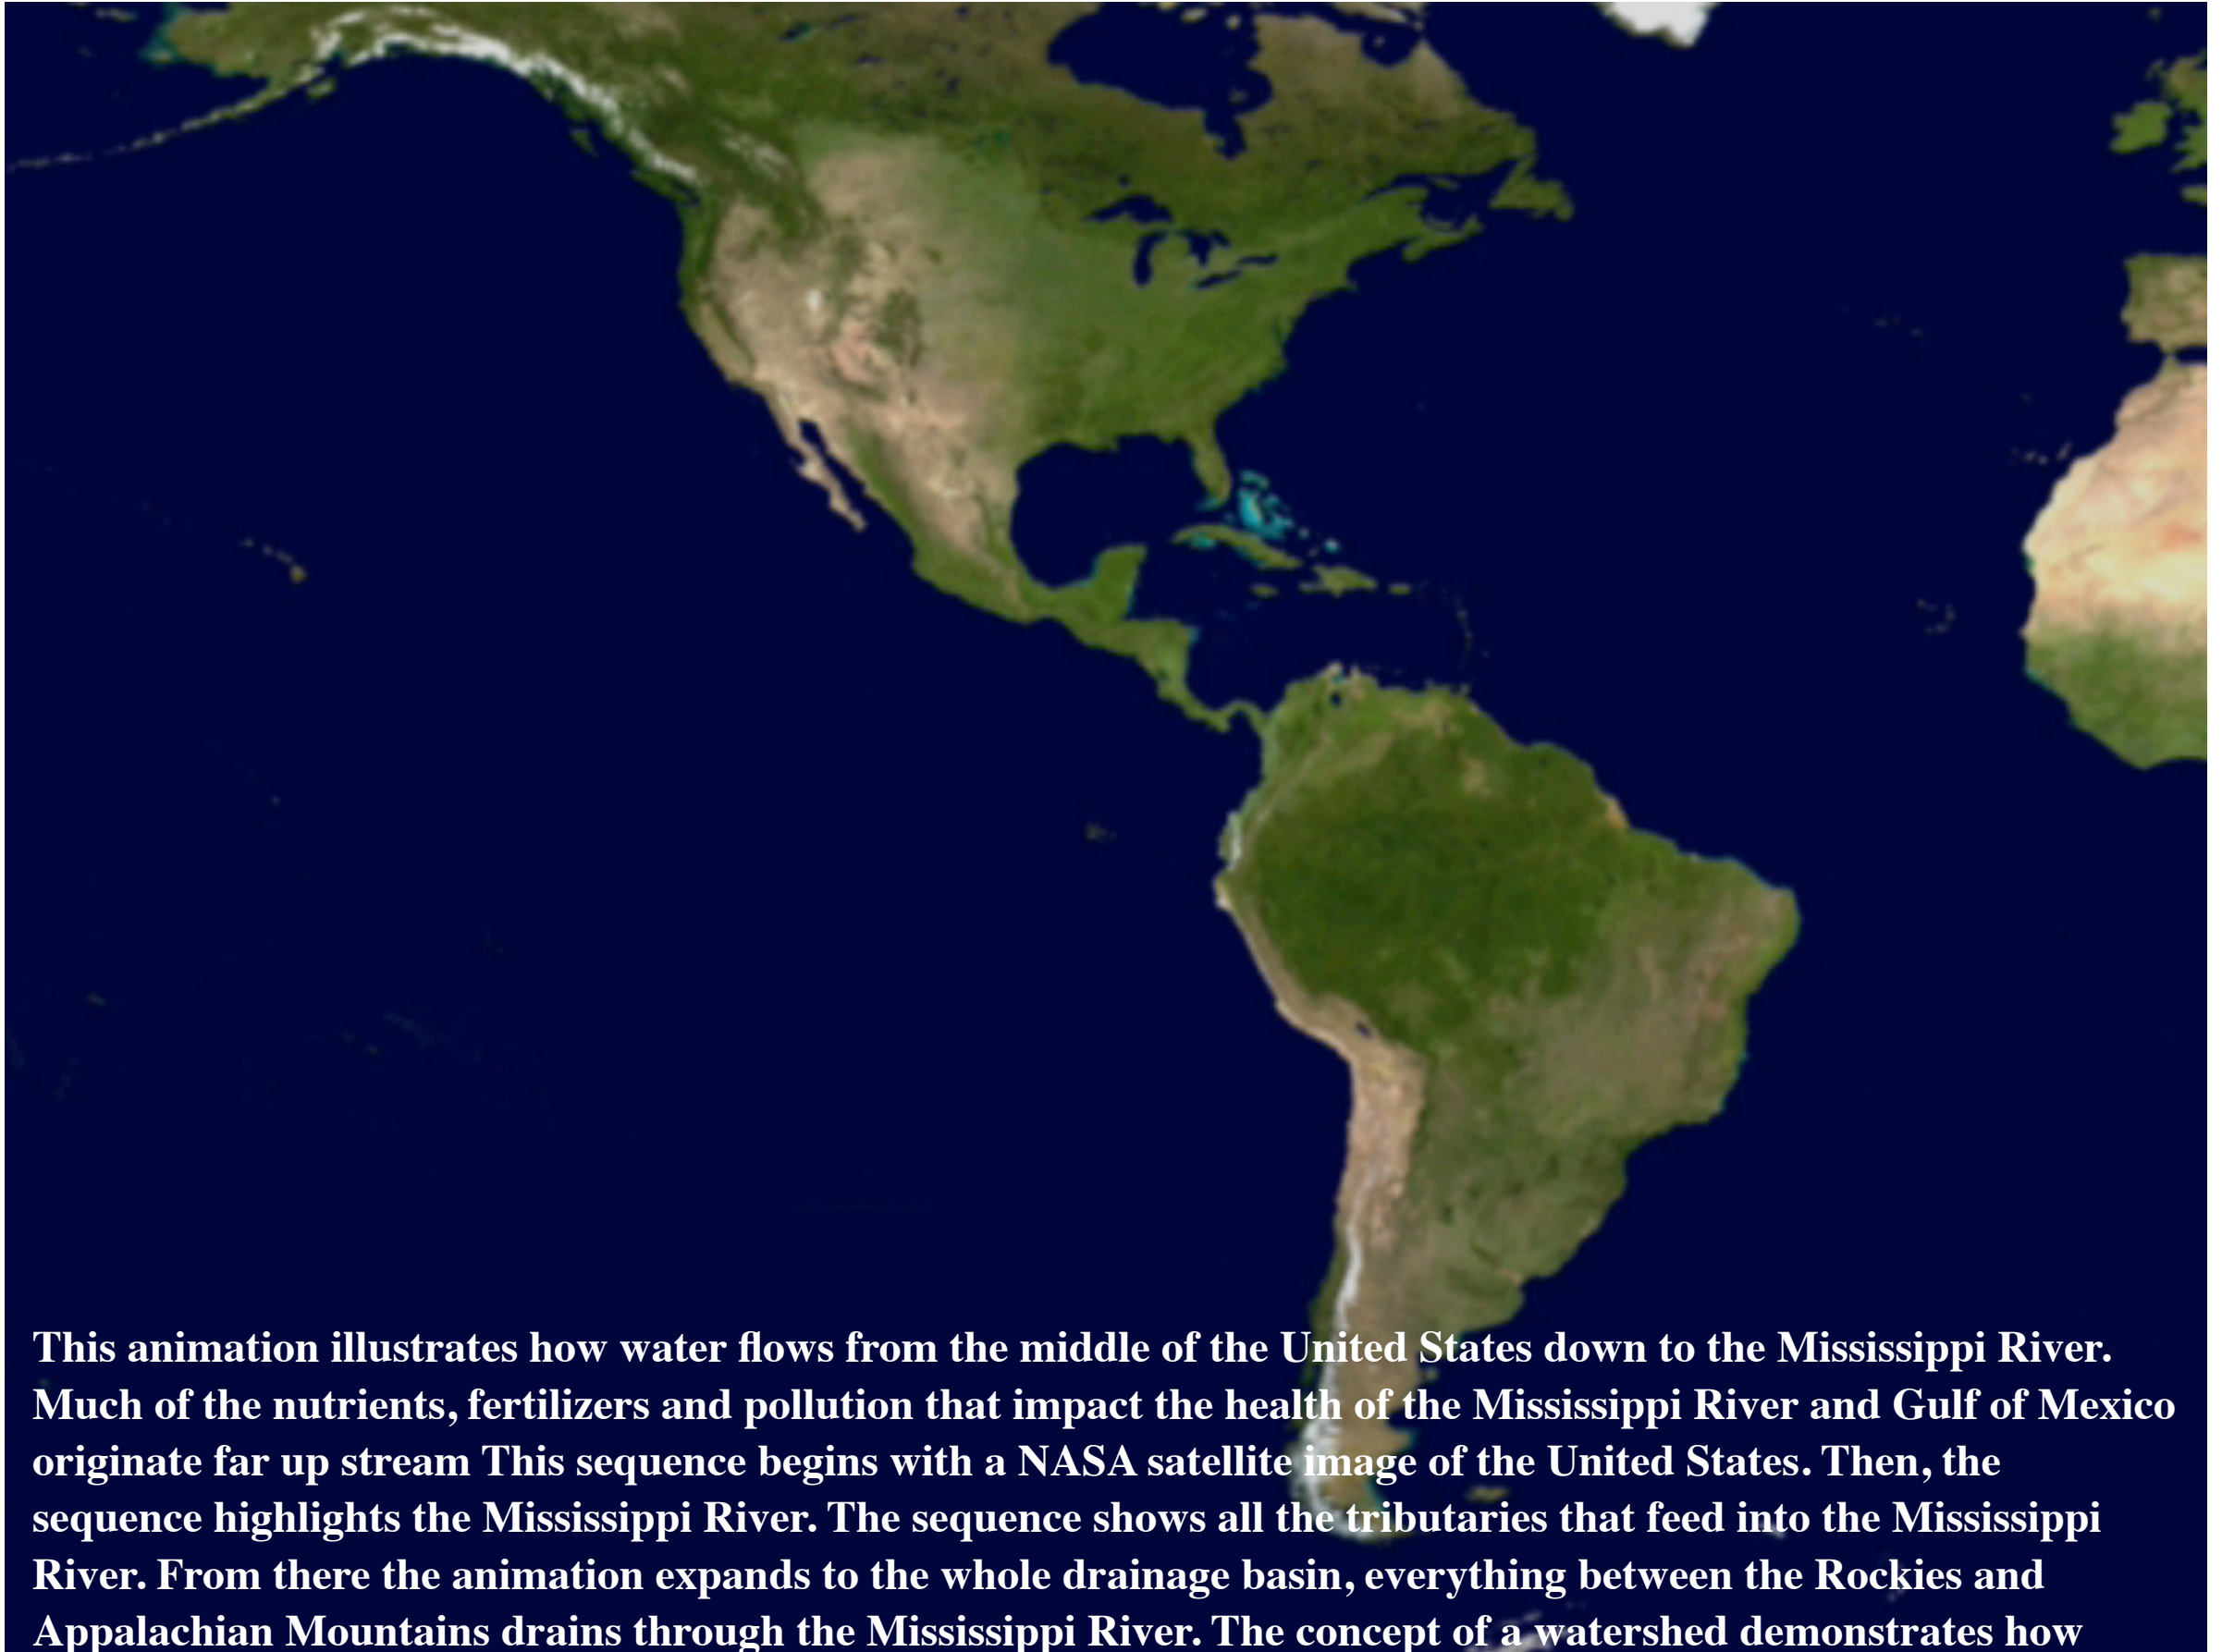 This animation illustrates how water flows from the middle of the United States down to the Mississippi River.
Much of the nutrients, fertilizers and pollution that impact the health of the Mississippi River and Gulf of Mexico
originate far up stream This sequence begins with a NASA satellite image of the United States. Then, the
sequence highlights the Mississippi River. The sequence shows all the tributaries that feed into the Mississippi
River. From there the animation expands to the whole drainage basin, everything between the Rockies and
Appalachian Mountains drains through the Mississippi River. The concept of a watershed demonstrates how